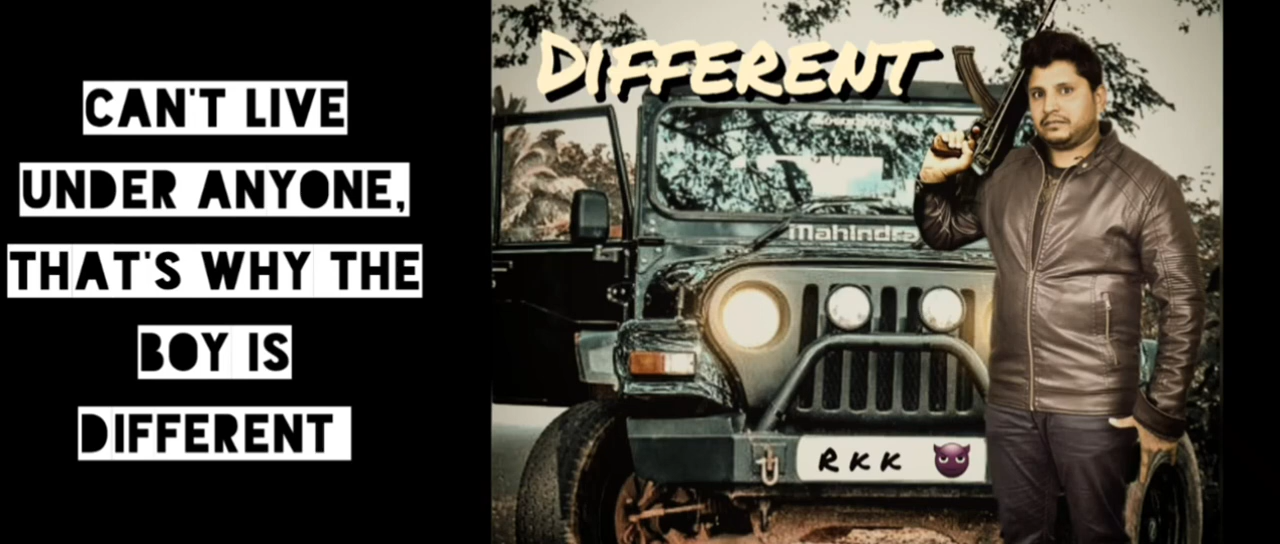 CAN'T LIVE
UNDER ANYONE,
THAT'S WHY THE
BOY IS
DIFFERENT
DIFFERENT
Mahindra
RKK 😈